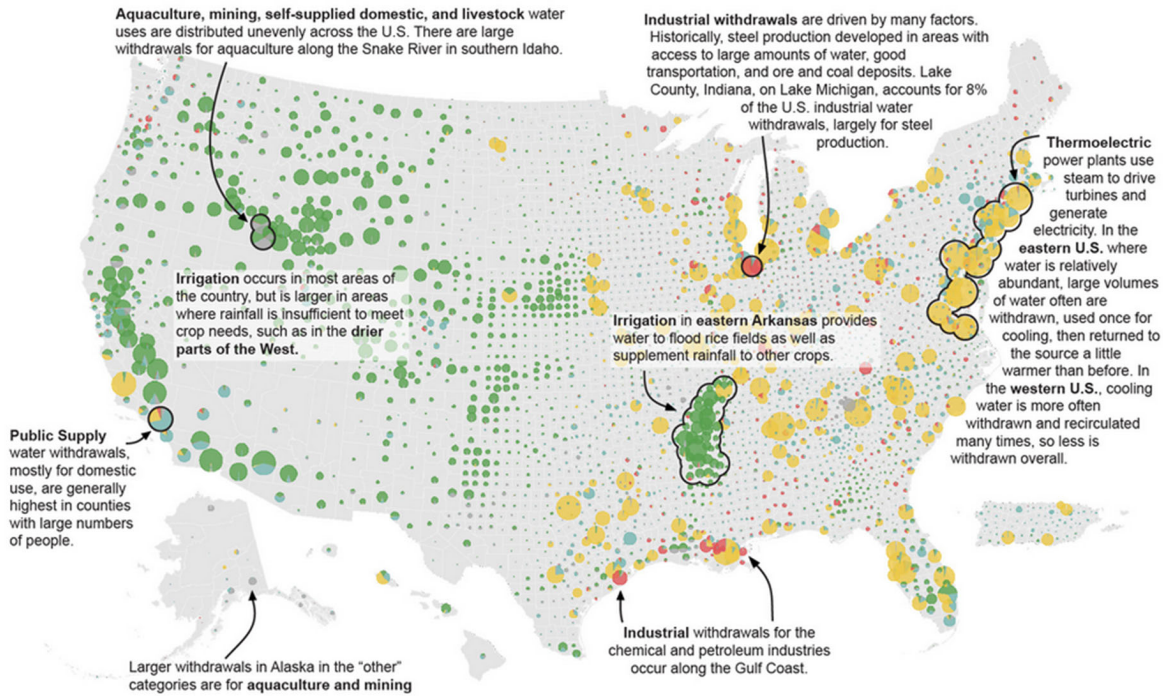 Aquaculture, mining, self-supplied domestic, and livestock water
uses are distributed unevenly across the U.S. There are large
withdrawals for aquaculture along the Snake River in southern Idaho.
Industrial withdrawals are driven by many factors.
Historically, steel production developed in areas with
access to large amounts of water, good
transportation, and ore and coal deposits. Lake
County, Indiana, on Lake Michigan, accounts for 8%
of the U.S. industrial water
withdrawals, largely for steel
production.
Thermoelectric
power plants use
steam to drive
turbines and
generate
electricity. In the
eastern U.S. where
water is relatively
abundant, large volumes
of water often are
withdrawn, used once for
cooling, then returned to
the source a little
warmer than before. In
the western U.S., cooling
water is more often
withdrawn and recirculated
many times, so less is
withdrawn overall.
Irrigation occurs in most areas of
the country, but is larger in areas
where rainfall is insufficient to meet
crop needs, such as in the drier
parts of the West.
Irrigation in eastern Arkansas provides
water to flood rice fields as well as
supplement rainfall to other crops.
Public Supply
water withdrawals,
mostly for domestic
use, are generally
highest in counties
with large numbers
of people.
Industrial withdrawals for the
chemical and petroleum industries
occur along the Gulf Coast.
Larger withdrawals in Alaska in the "other"
categories are for aquaculture and mining